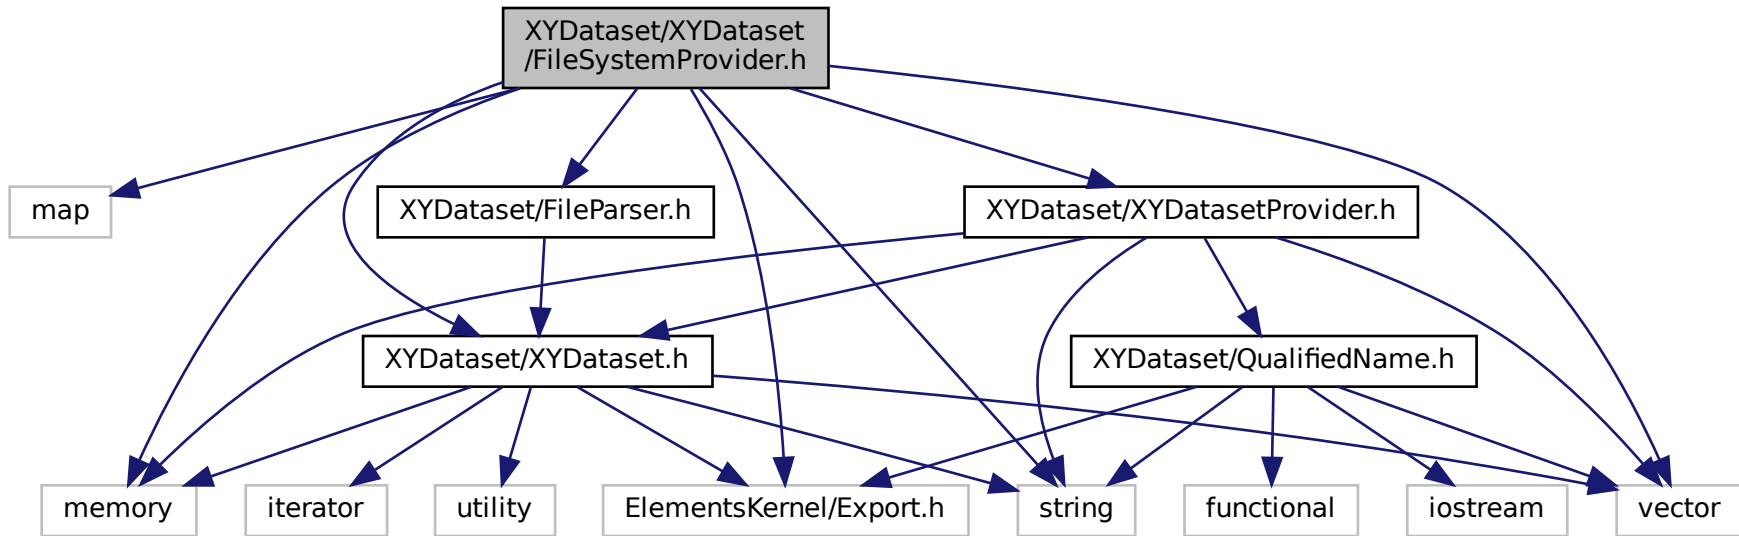 XYDataset/XYDataset
/FileSystemProvider.h
map
XYDataset/FileParser.h
XYDataset/XYDatasetProvider.h
XYDataset/XYDataset.h
XYDataset/QualifiedName.h
memory
iterator
utility
ElementsKernel/Export.h
string
functional
iostream
vector